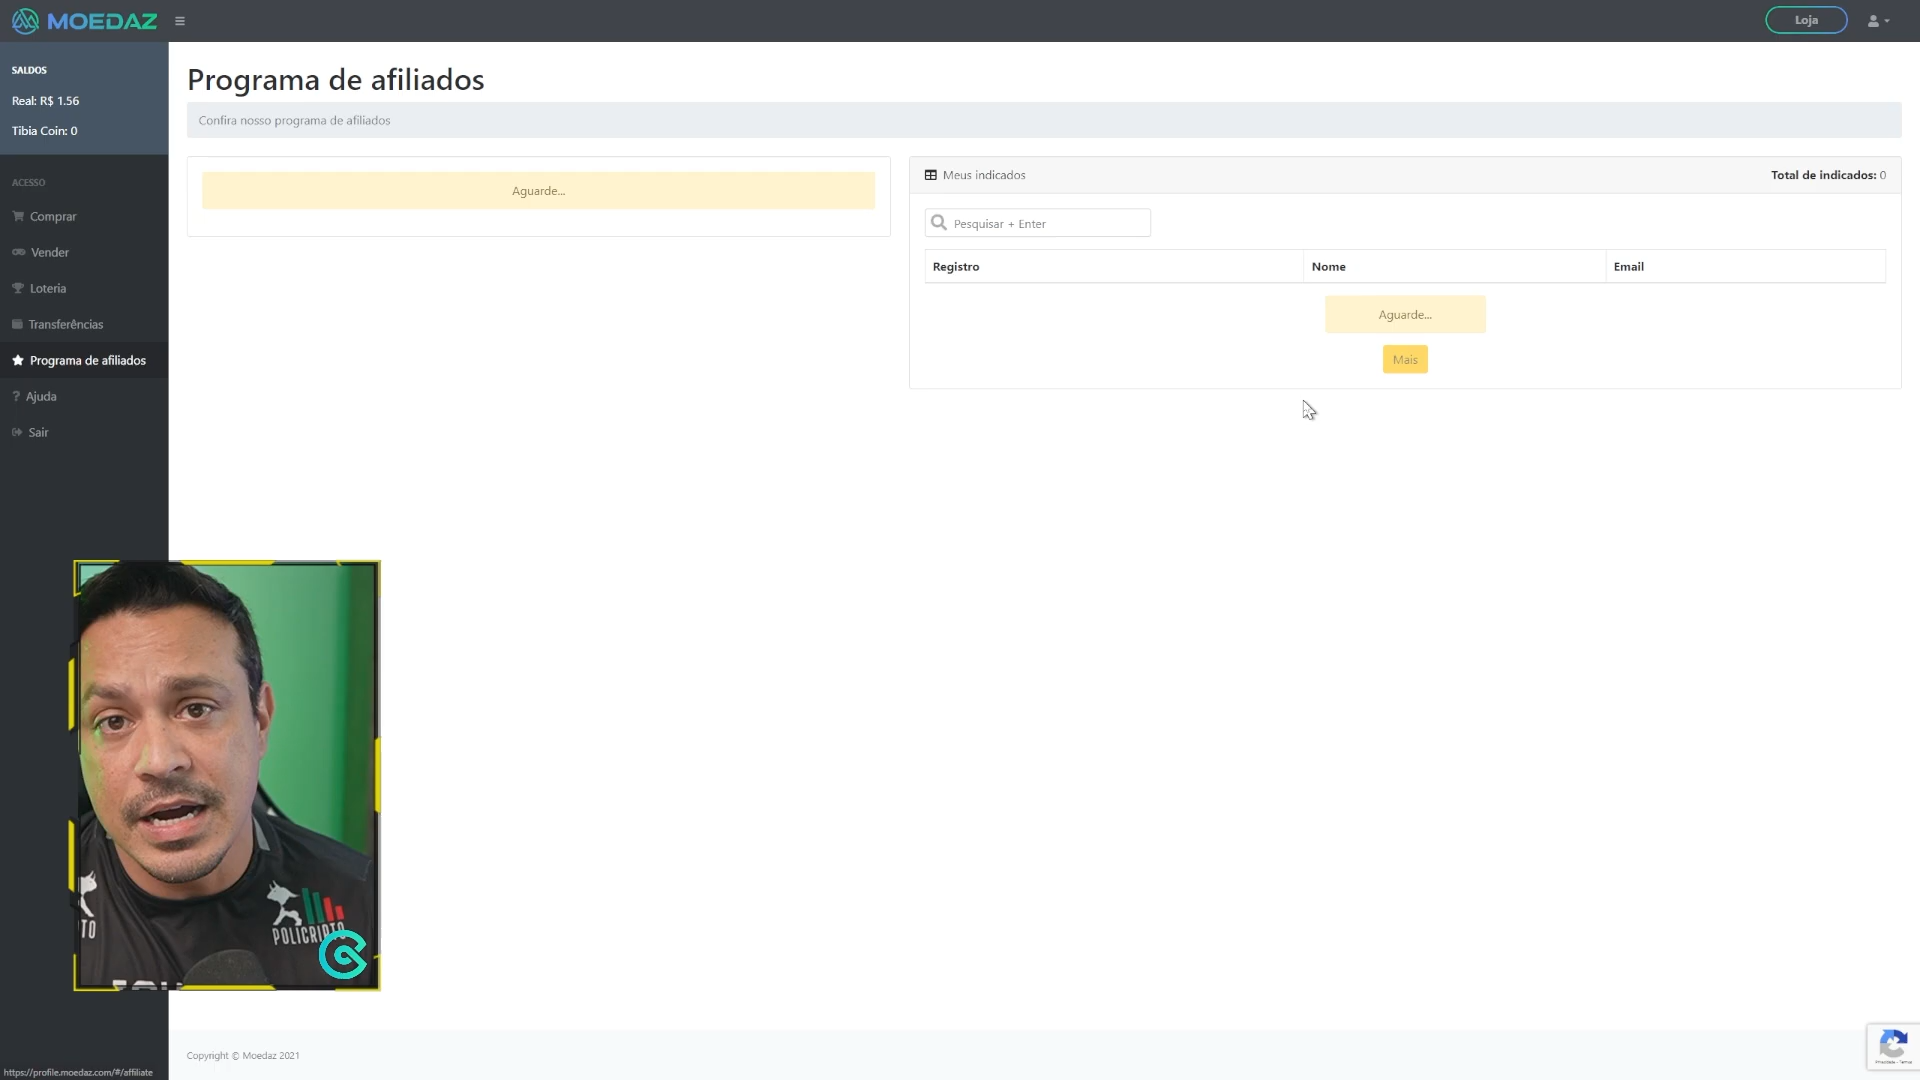 MOEDAZ
Loja
SALDOS
Real: R$ 1.56
Tibia Coin: 0
ACESSO
Comprar
Vender
Loteria
Transferências
Programa de afiliados
Ajuda
Sair
Programa de afiliados
Confira nosso programa de afiliados
Aguarde...
Meus indicados
Total de indicados: 0
Pesquisar + Enter
Registro
Nome
Email
Aguarde...
Mais
POLICRIPTO
Copyright © Moedaz 2021
https://profile.moedaz.com/#/affiliate